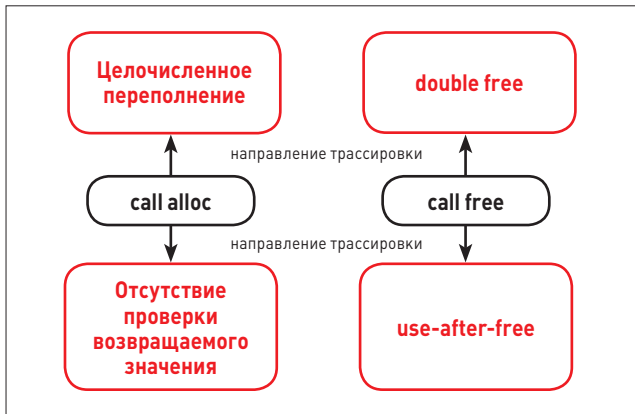 Целочисленное
переполнение
double free
направление трассировки
call alloc
call free
направление трассировки
Отсутствие
проверки
возвращаемого
значения
use-after-free